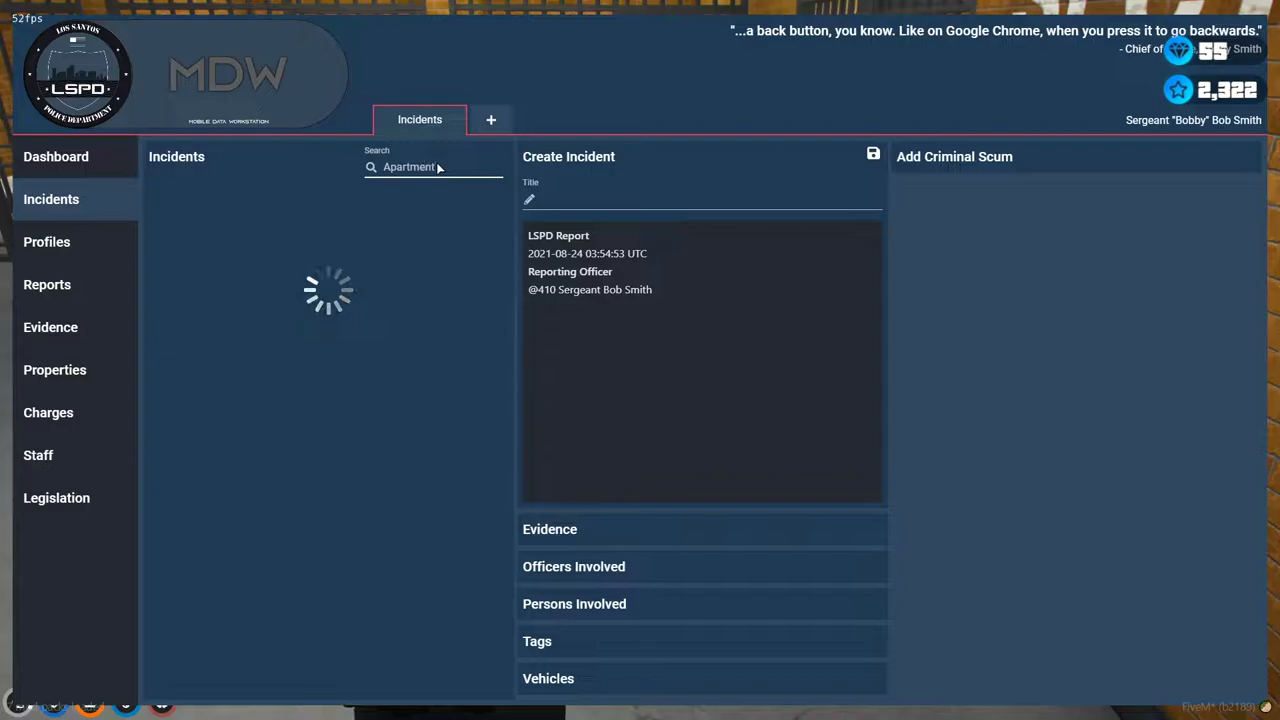 52fps
LOS SANTOS
LSPD
POLICE DEPARTMENT
MDW
MOBILE DATA WORKSTATION
"...a back button, you know. Like on Google Chrome, when you press it to go backwards."
- Chief of Smith
55
2,322
Sergeant "Bobby" Bob Smith
Incidents
+
Dashboard
Incidents
Profiles
Reports
Evidence
Properties
Charges
Staff
Legislation
Incidents
Search
Apartment
Create Incident
Title
LSPD Report
2021-08-24 03:54:53 UTC
Reporting Officer
@410 Sergeant Bob Smith
Evidence
Officers Involved
Persons Involved
Tags
Vehicles
Add Criminal Scum
FiveM* (b2189)